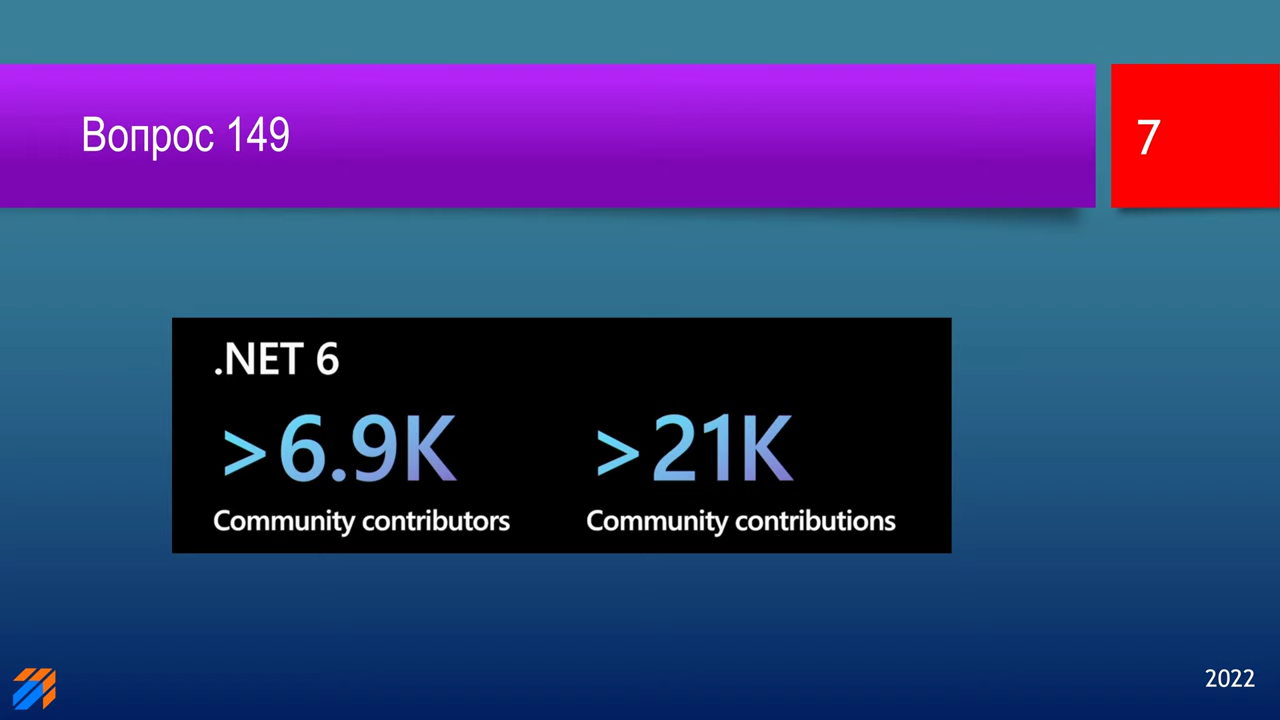 Вопрос 149
7
.NET 6
>6.9K >21K
Community contributors Community contributions
2022